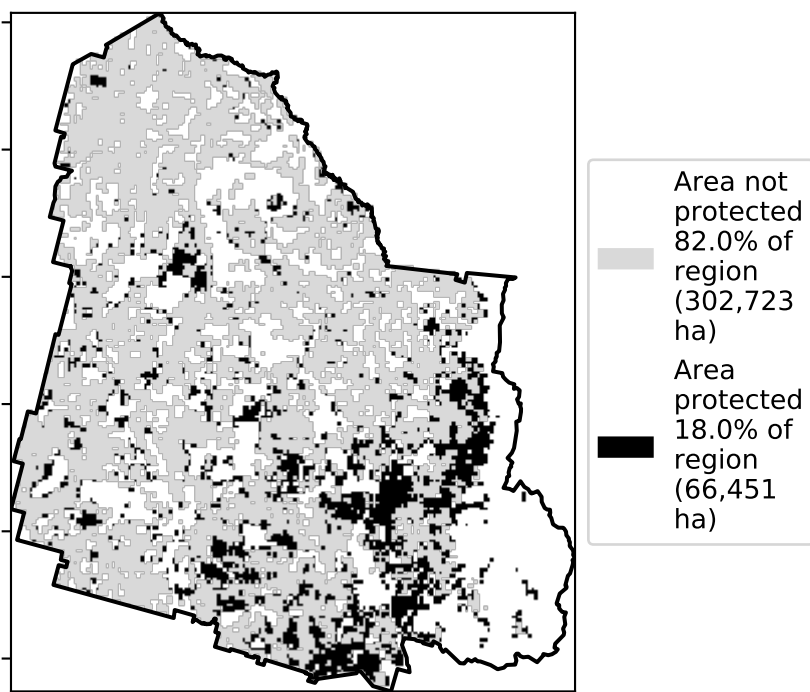 Area not
protected
82.0% of
region
(302,723
ha)
Area
protected
18.0% of
region
(66,451
ha)